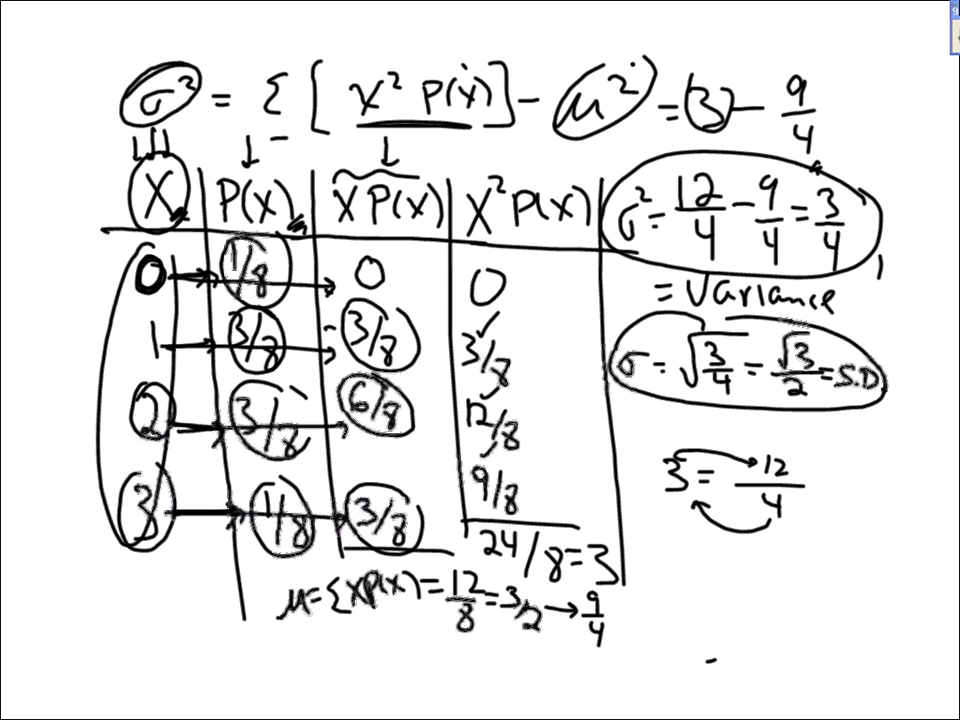 σ² = Σ [ X² P(x) ] - μ² = (3) - 9/4
X P(X) X P(X) X² P(X)
0 1/8 0 0
1 3/8 3/8 3/8
2 3/8 6/8 12/8
3 1/8 3/8 9/8
24/8 = 3
μ = Σ XP(X) = 12/8 = 3/2 → 9/4
σ² = 12/4 - 9/4 = 3/4
= Variance
σ = √3/4 = √3/2 = S.D
3 = 12/4